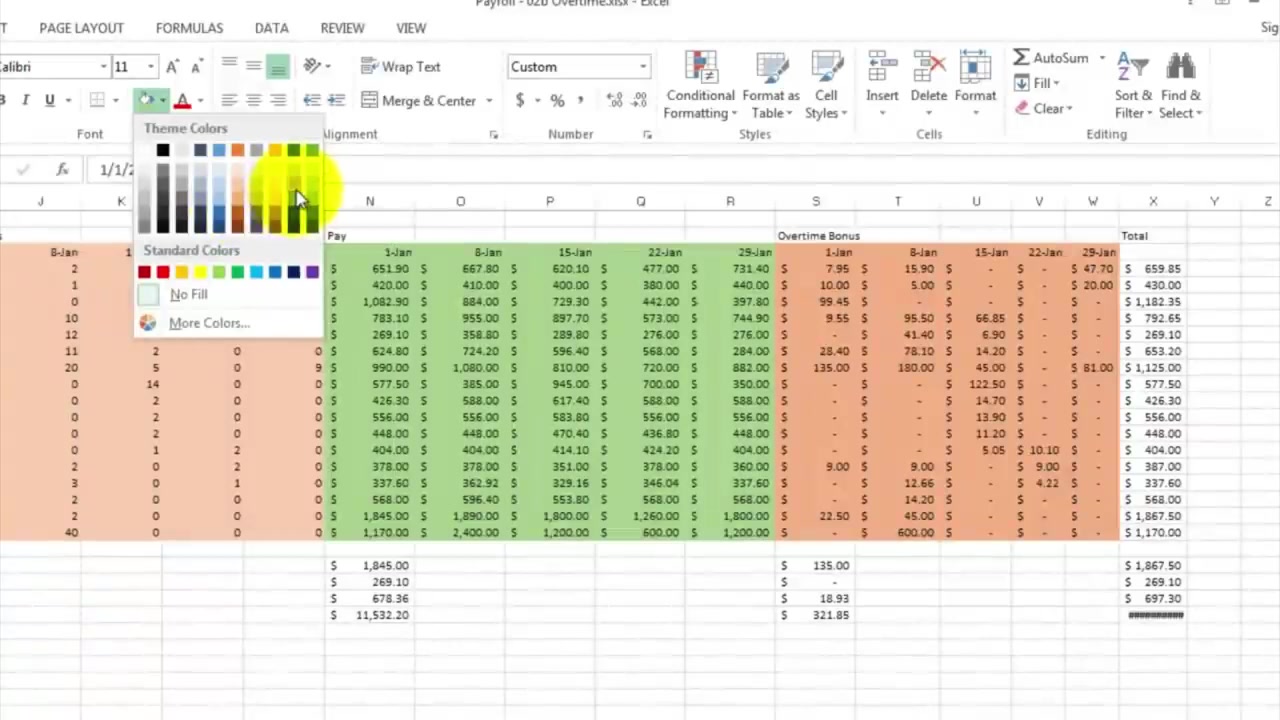 Payroll - 02b Overtime.xlsx - Excel
PAGE LAYOUT FORMULAS DATA REVIEW VIEW Sig
Calibri 11 Wrap Text Custom Conditional Formatting Format as Table Cell Styles Insert Delete Format AutoSum Fill Clear Sort & Filter Find & Select
B I U A Merge & Center $ % ,
Font Alignment Number Styles Cells Editing
Theme Colors
Standard Colors
No Fill
More Colors...
fx 1/1/2
J K N O P Q R S T U V W X Y Z
s Pay Overtime Bonus Total
8-Jan 1 1-Jan 8-Jan 15-Jan 22-Jan 29-Jan 1-Jan 8-Jan 15-Jan 22-Jan 29-Jan
2 $ 651.90 $ 667.80 $ 620.10 $ 477.00 $ 731.40 $ 7.95 $ 15.90 $ - $ - $ 47.70 $ 659.85
1 $ 420.00 $ 410.00 $ 400.00 $ 380.00 $ 440.00 $ 10.00 $ 5.00 $ - $ - $ 20.00 $ 430.00
0 $ 1,082.90 $ 884.00 $ 729.30 $ 442.00 $ 397.80 $ 99.45 $ - $ - $ - $ - $ 1,182.35
10 $ 783.10 $ 955.00 $ 897.70 $ 573.00 $ 744.90 $ 9.55 $ 95.50 $ 66.85 $ - $ - $ 792.65
12 $ 269.10 $ 358.80 $ 289.80 $ 276.00 $ 276.00 $ - $ 41.40 $ 6.90 $ - $ - $ 269.10
11 2 0 0 $ 624.80 $ 724.20 $ 596.40 $ 568.00 $ 284.00 $ 28.40 $ 78.10 $ 14.20 $ - $ - $ 653.20
20 5 0 9 $ 990.00 $ 1,080.00 $ 810.00 $ 720.00 $ 882.00 $ 135.00 $ 180.00 $ 45.00 $ - $ 81.00 $ 1,125.00
0 14 0 0 $ 577.50 $ 385.00 $ 945.00 $ 700.00 $ 350.00 $ - $ - $ 122.50 $ - $ - $ 577.50
0 2 0 0 $ 426.30 $ 588.00 $ 617.40 $ 588.00 $ 588.00 $ - $ - $ 14.70 $ - $ - $ 426.30
0 2 0 0 $ 556.00 $ 556.00 $ 583.80 $ 556.00 $ 556.00 $ - $ - $ 13.90 $ - $ - $ 556.00
0 2 0 0 $ 448.00 $ 448.00 $ 470.40 $ 436.80 $ 448.00 $ - $ - $ 11.20 $ - $ - $ 448.00
0 1 2 0 $ 404.00 $ 404.00 $ 414.10 $ 424.20 $ 404.00 $ - $ - $ 5.05 $ 10.10 $ - $ 404.00
2 0 2 0 $ 378.00 $ 378.00 $ 351.00 $ 378.00 $ 360.00 $ 9.00 $ 9.00 $ - $ 9.00 $ - $ 387.00
3 0 1 0 $ 337.60 $ 362.92 $ 329.16 $ 346.04 $ 337.60 $ - $ 12.66 $ - $ 4.22 $ - $ 337.60
2 0 0 0 $ 568.00 $ 596.40 $ 553.80 $ 568.00 $ 568.00 $ - $ 14.20 $ - $ - $ - $ 568.00
2 0 0 0 $ 1,845.00 $ 1,890.00 $ 1,800.00 $ 1,260.00 $ 1,800.00 $ 22.50 $ 45.00 $ - $ - $ - $ 1,867.50
40 0 0 0 $ 1,170.00 $ 2,400.00 $ 1,200.00 $ 600.00 $ 1,200.00 $ - $ 600.00 $ - $ - $ - $ 1,170.00
$ 1,845.00 $ 135.00 $ 1,867.50
$ 269.10 $ - $ 269.10
$ 678.36 $ 18.93 $ 697.30
$ 11,532.20 $ 321.85 ##########